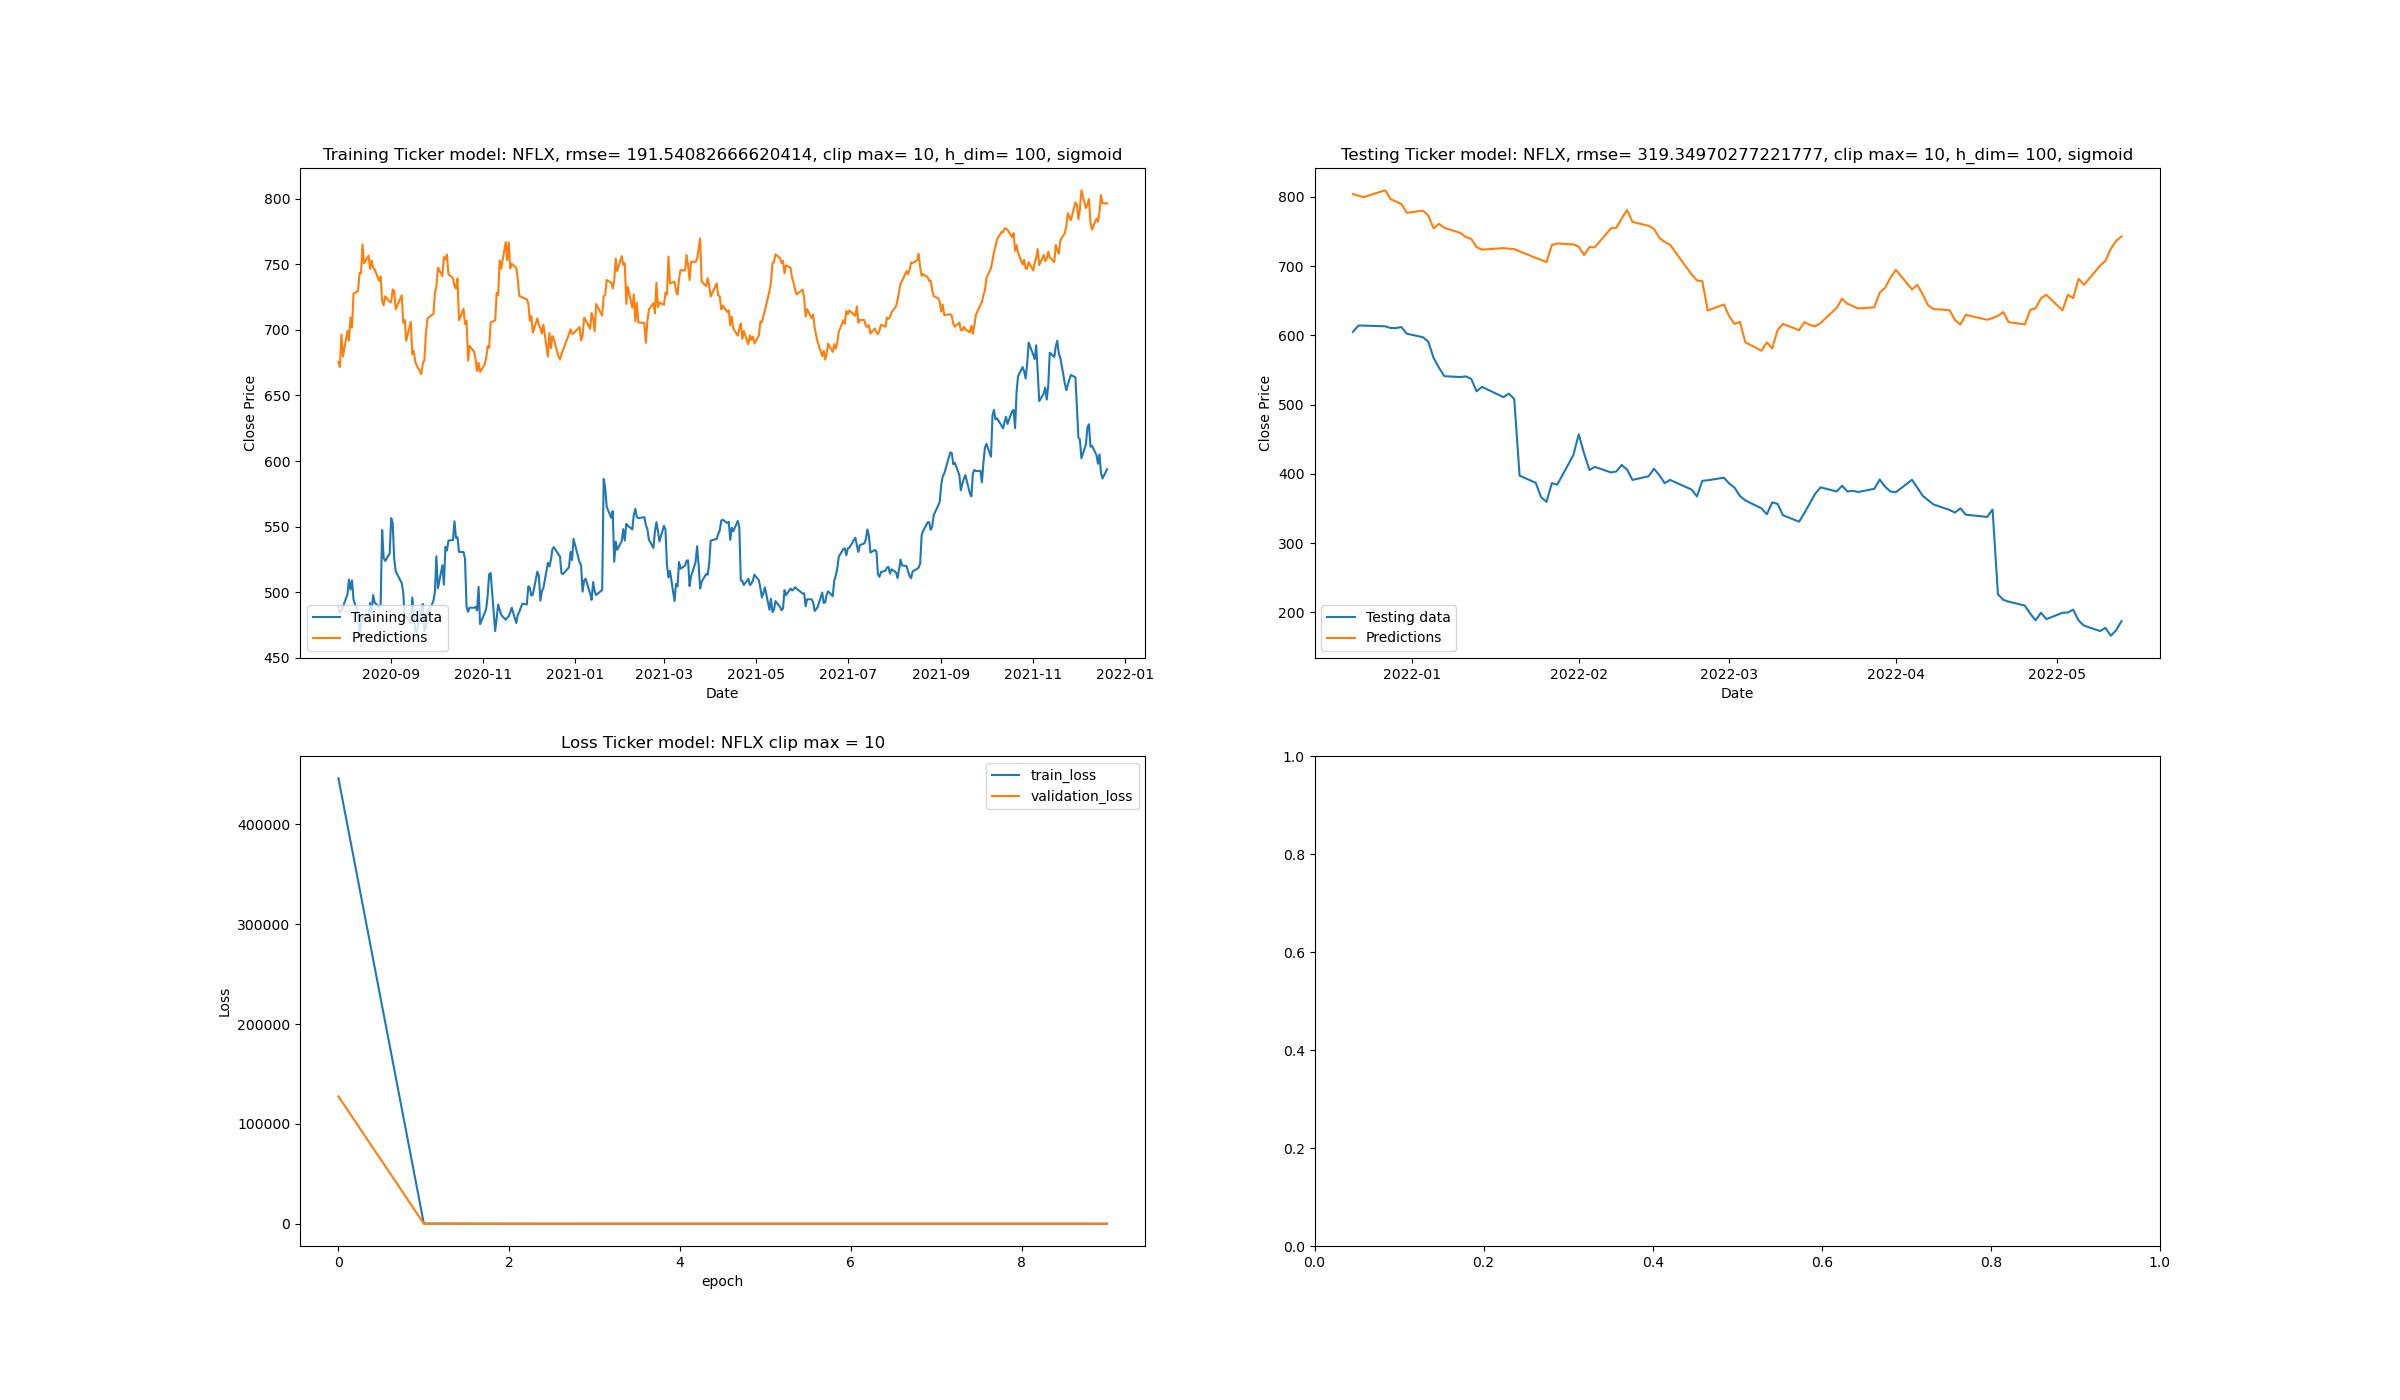 Training Ticker model: NFLX, rmse= 191.54082666620414, clip max= 10, h_dim= 100, sigmoid
800
750
700
650
600
550
500
450
Close Price
Training data
Predictions
2020-09 2020-11 2021-01 2021-03 2021-05 2021-07 2021-09 2021-11 2022-01
Date
Testing Ticker model: NFLX, rmse= 319.34970277221777, clip max= 10, h_dim= 100, sigmoid
800
700
600
500
400
300
200
Close Price
Testing data
Predictions
2022-01 2022-02 2022-03 2022-04 2022-05
Date
Loss Ticker model: NFLX clip max = 10
train_loss
validation_loss
400000
300000
200000
100000
0
Loss
0 2 4 6 8
epoch
1.0
0.8
0.6
0.4
0.2
0.0
0.0 0.2 0.4 0.6 0.8 1.0